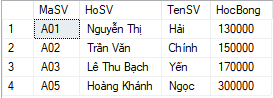 MaSV HoSV TenSV HocBong
1 A01 Nguyễn Thị Hải 130000
2 A02 Trần Văn Chính 150000
3 A03 Lê Thu Bạch Yến 170000
4 A05 Hoàng Khánh Ngọc 300000